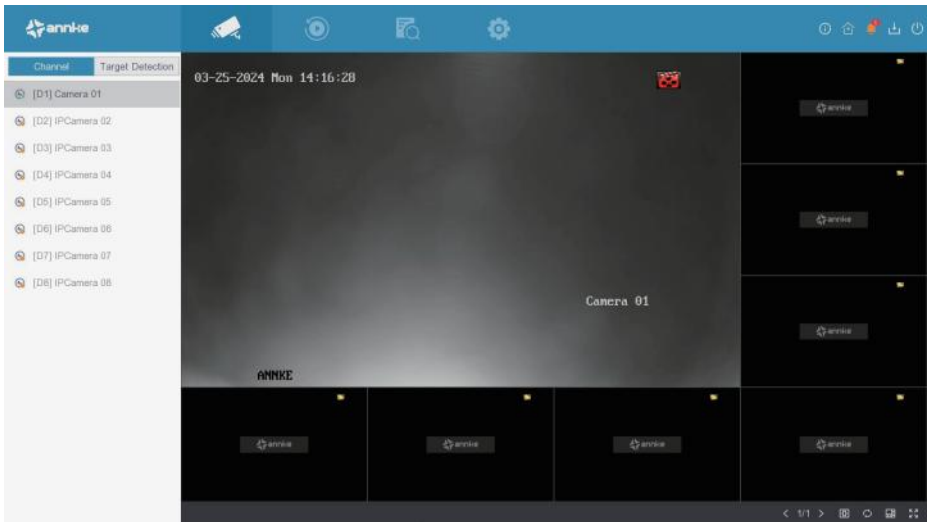 annke
Channel Target Detection
[D1] Camera 01
[D2] IPCamera 02
[D3] IPCamera 03
[D4] IPCamera 04
[D5] IPCamera 05
[D6] IPCamera 06
[D7] IPCamera 07
[D8] IPCamera 08
03-25-2024 Mon 14:16:28
Camera 01
ANNKE
annke
annke
annke
annke
annke
annke
annke
1/1